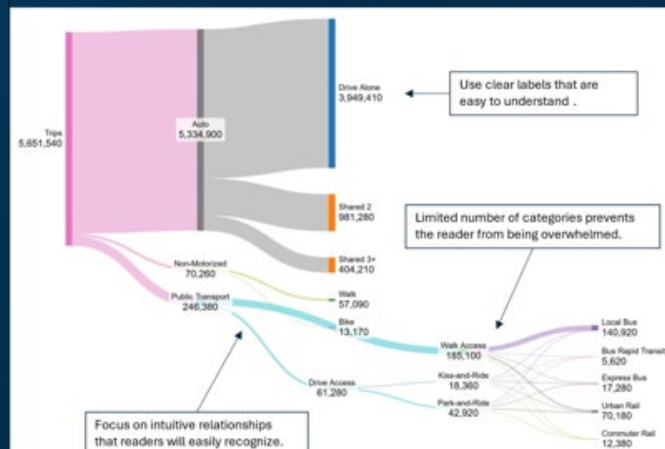 Trips
5,651,540
Auto
5,334,900
Drive Alone
3,949,410
Use clear labels that are
easy to understand .
Shared 2
981,280
Limited number of categories prevents
the reader from being overwhelmed.
Shared 3+
404,210
Non-Motorized
70,260
Walk
57,090
Public Transport
246,380
Bike
13,170
Walk Access
185,100
Local Bus
140,920
Bus Rapid Transit
5,620
Kiss-and-Ride
18,360
Express Bus
17,280
Drive Access
61,280
Park-and-Ride
42,920
Urban Rail
70,180
Commuter Rail
12,380
Focus on intuitive relationships
that readers will easily recognize.